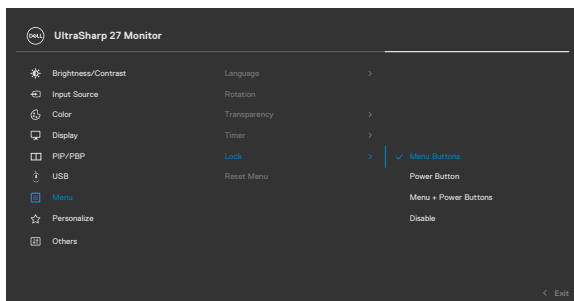 DELL UltraSharp 27 Monitor
Brightness/Contrast Language >
Input Source Rotation
Color Transparency >
Display Timer >
PIP/PBP Lock > ✓ Menu Buttons
USB Reset Menu Power Button
Menu Menu + Power Buttons
Personalize Disable
Others
< Exit